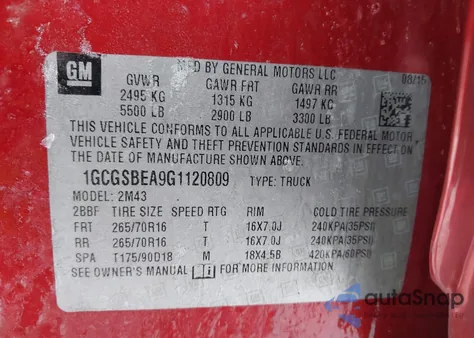 GM
MFD BY GENERAL MOTORS LLC
08/15
GVWR GAWR FRT GAWR RR
2495 KG 1315 KG 1497 KG
5500 LB 2900 LB 3300 LB
THIS VEHICLE CONFORMS TO ALL APPLICABLE U.S. FEDERAL MOTOR
VEHICLE SAFETY AND THEFT PREVENTION STANDARDS IN EFFECT
ON THE DATE OF MANUFACTURE SHOWN ABOVE.
1GCGSBEA9G1120809 TYPE: TRUCK
MODEL: 2M43
2BBF TIRE SIZE SPEED RTG RIM COLD TIRE PRESSURE
FRT 265/70R16 T 16X7.0J 240KPA(35PSI)
RR 265/70R16 T 16X7.0J 240KPA(35PSI)
SPA T175/90D18 M 18X4.5B 420KPA(60PSI)
SEE OWNER'S MANUAL FOR MORE INFORMATION
autoSnap